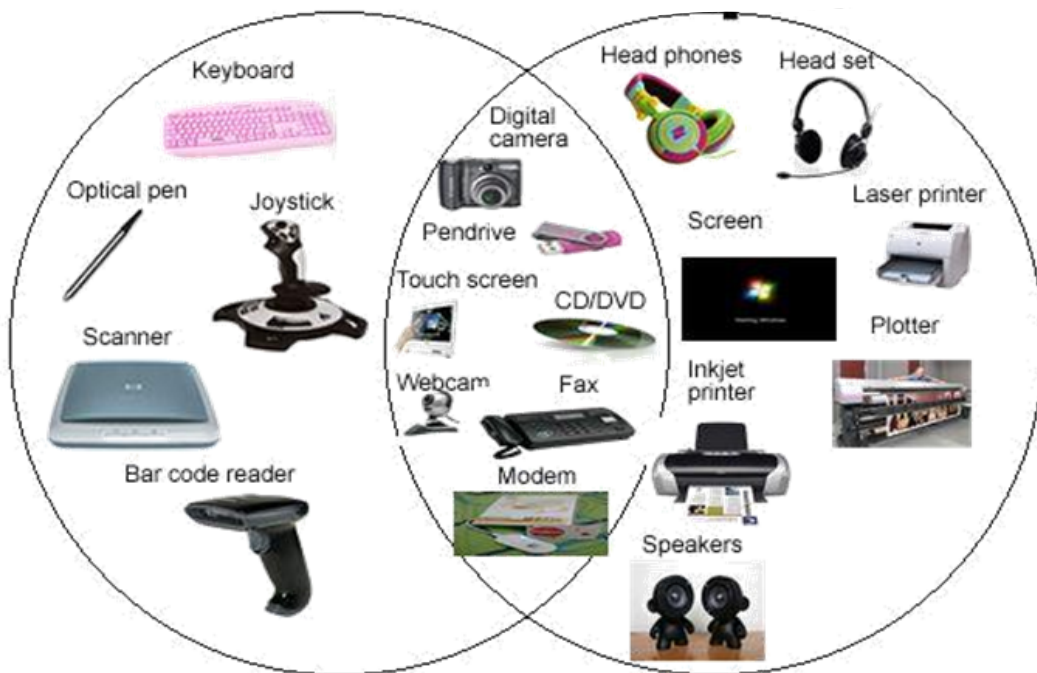 Keyboard
Optical pen
Joystick
Scanner
Bar code reader
Digital
camera
Pendrive
Touch screen
CD/DVD
Webcam
Fax
Modem
Head phones
Head set
Laser printer
Screen
Plotter
Inkjet
printer
Speakers